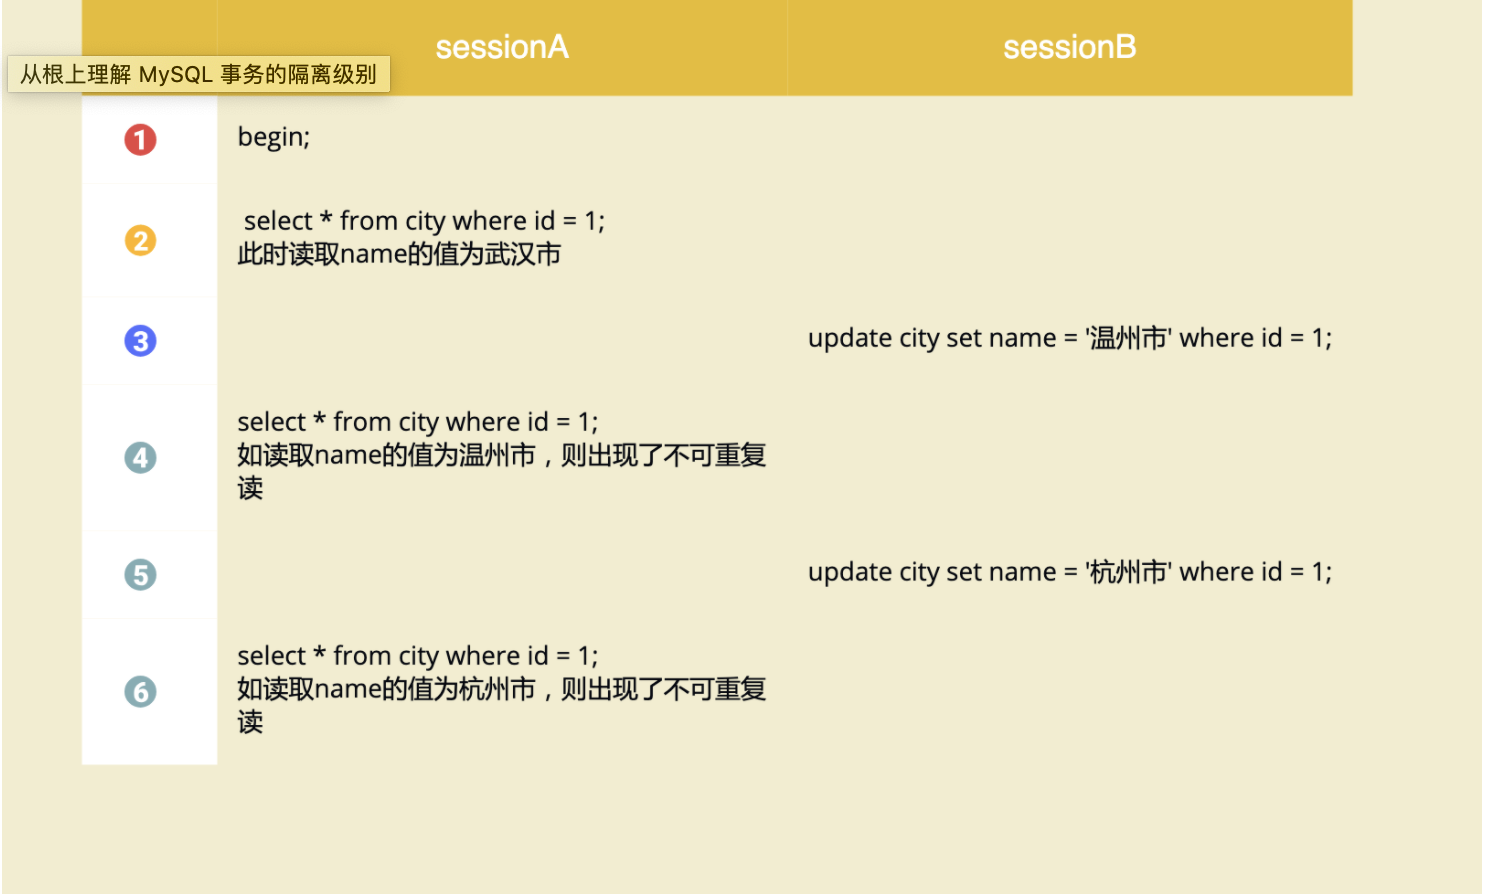 sessionA
sessionB
从根上理解 MySQL 事务的隔离级别
1
begin;
2
select * from city where id = 1;
此时读取name的值为武汉市
3
update city set name = '温州市' where id = 1;
4
select * from city where id = 1;
如读取name的值为温州市，则出现了不可重复
读
5
update city set name = '杭州市' where id = 1;
6
select * from city where id = 1;
如读取name的值为杭州市，则出现了不可重复
读